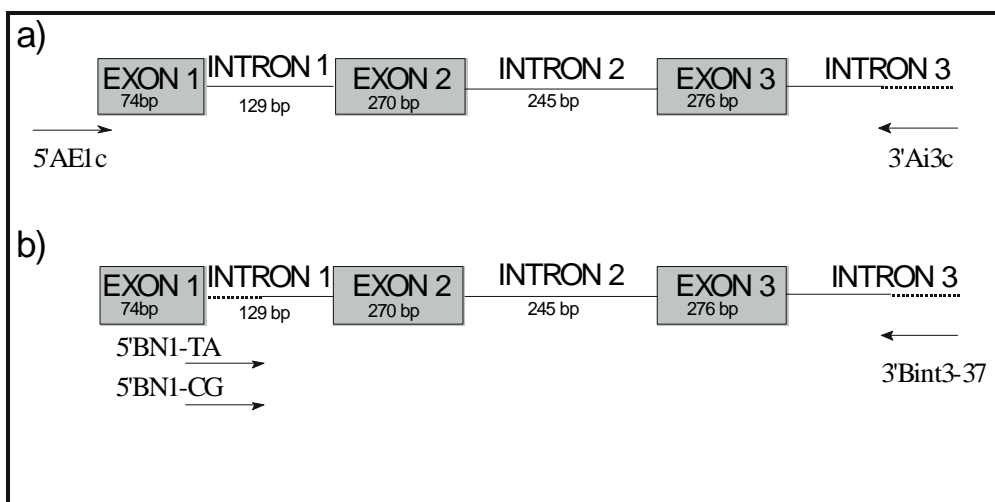 a)
EXON 1 INTRON 1 EXON 2 INTRON 2 EXON 3 INTRON 3
74bp 129 bp 270 bp 245 bp 276 bp
5'AE1c 3'Ai3c
b)
EXON 1 INTRON 1 EXON 2 INTRON 2 EXON 3 INTRON 3
74bp 129 bp 270 bp 245 bp 276 bp
5'BN1-TA
5'BN1-CG 3'Bint3-37